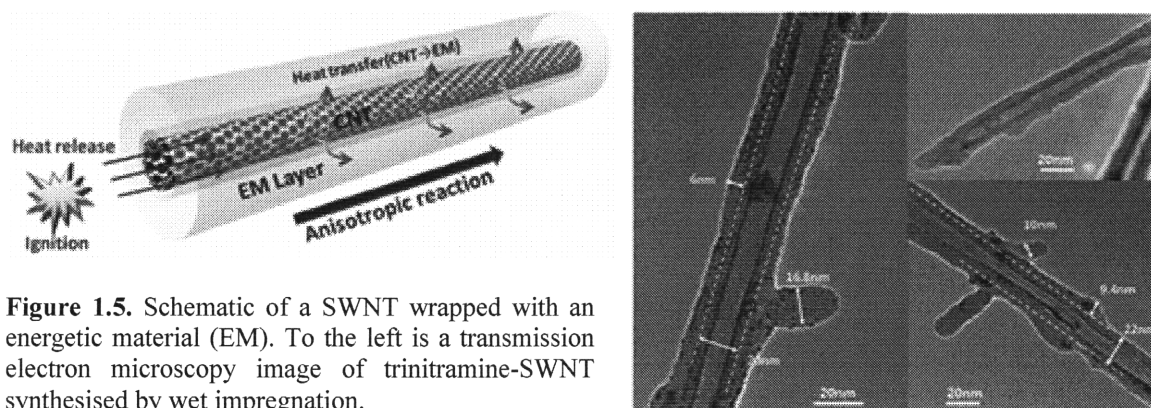 Heat transfer(CNT→EM)
CNT
Heat release
EM Layer
Ignition
Anisotropic reaction
Figure 1.5. Schematic of a SWNT wrapped with an
energetic material (EM). To the left is a transmission
electron microscopy image of trinitramine-SWNT
synthesised by wet impregnation.
6nm
16.8nm
20nm
20nm
10nm
9.4nm
22nm
20nm